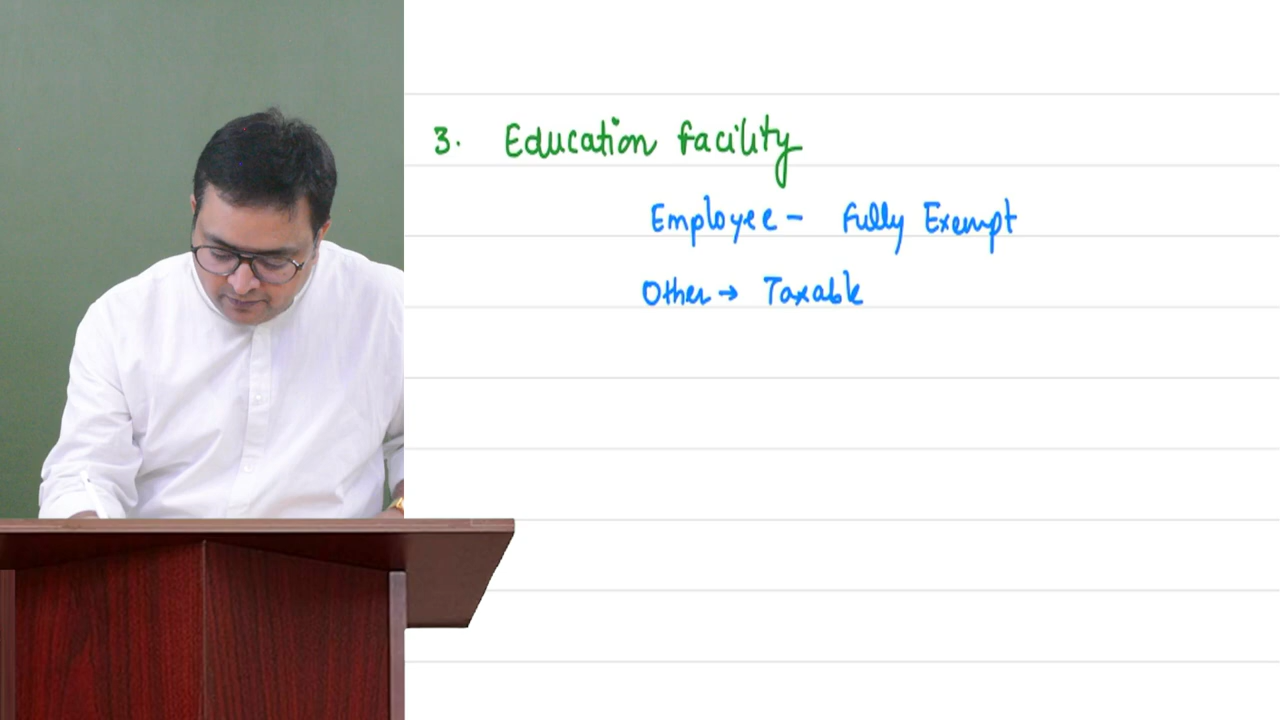 3. Education facility
Employee - Fully Exempt
Other → Taxable